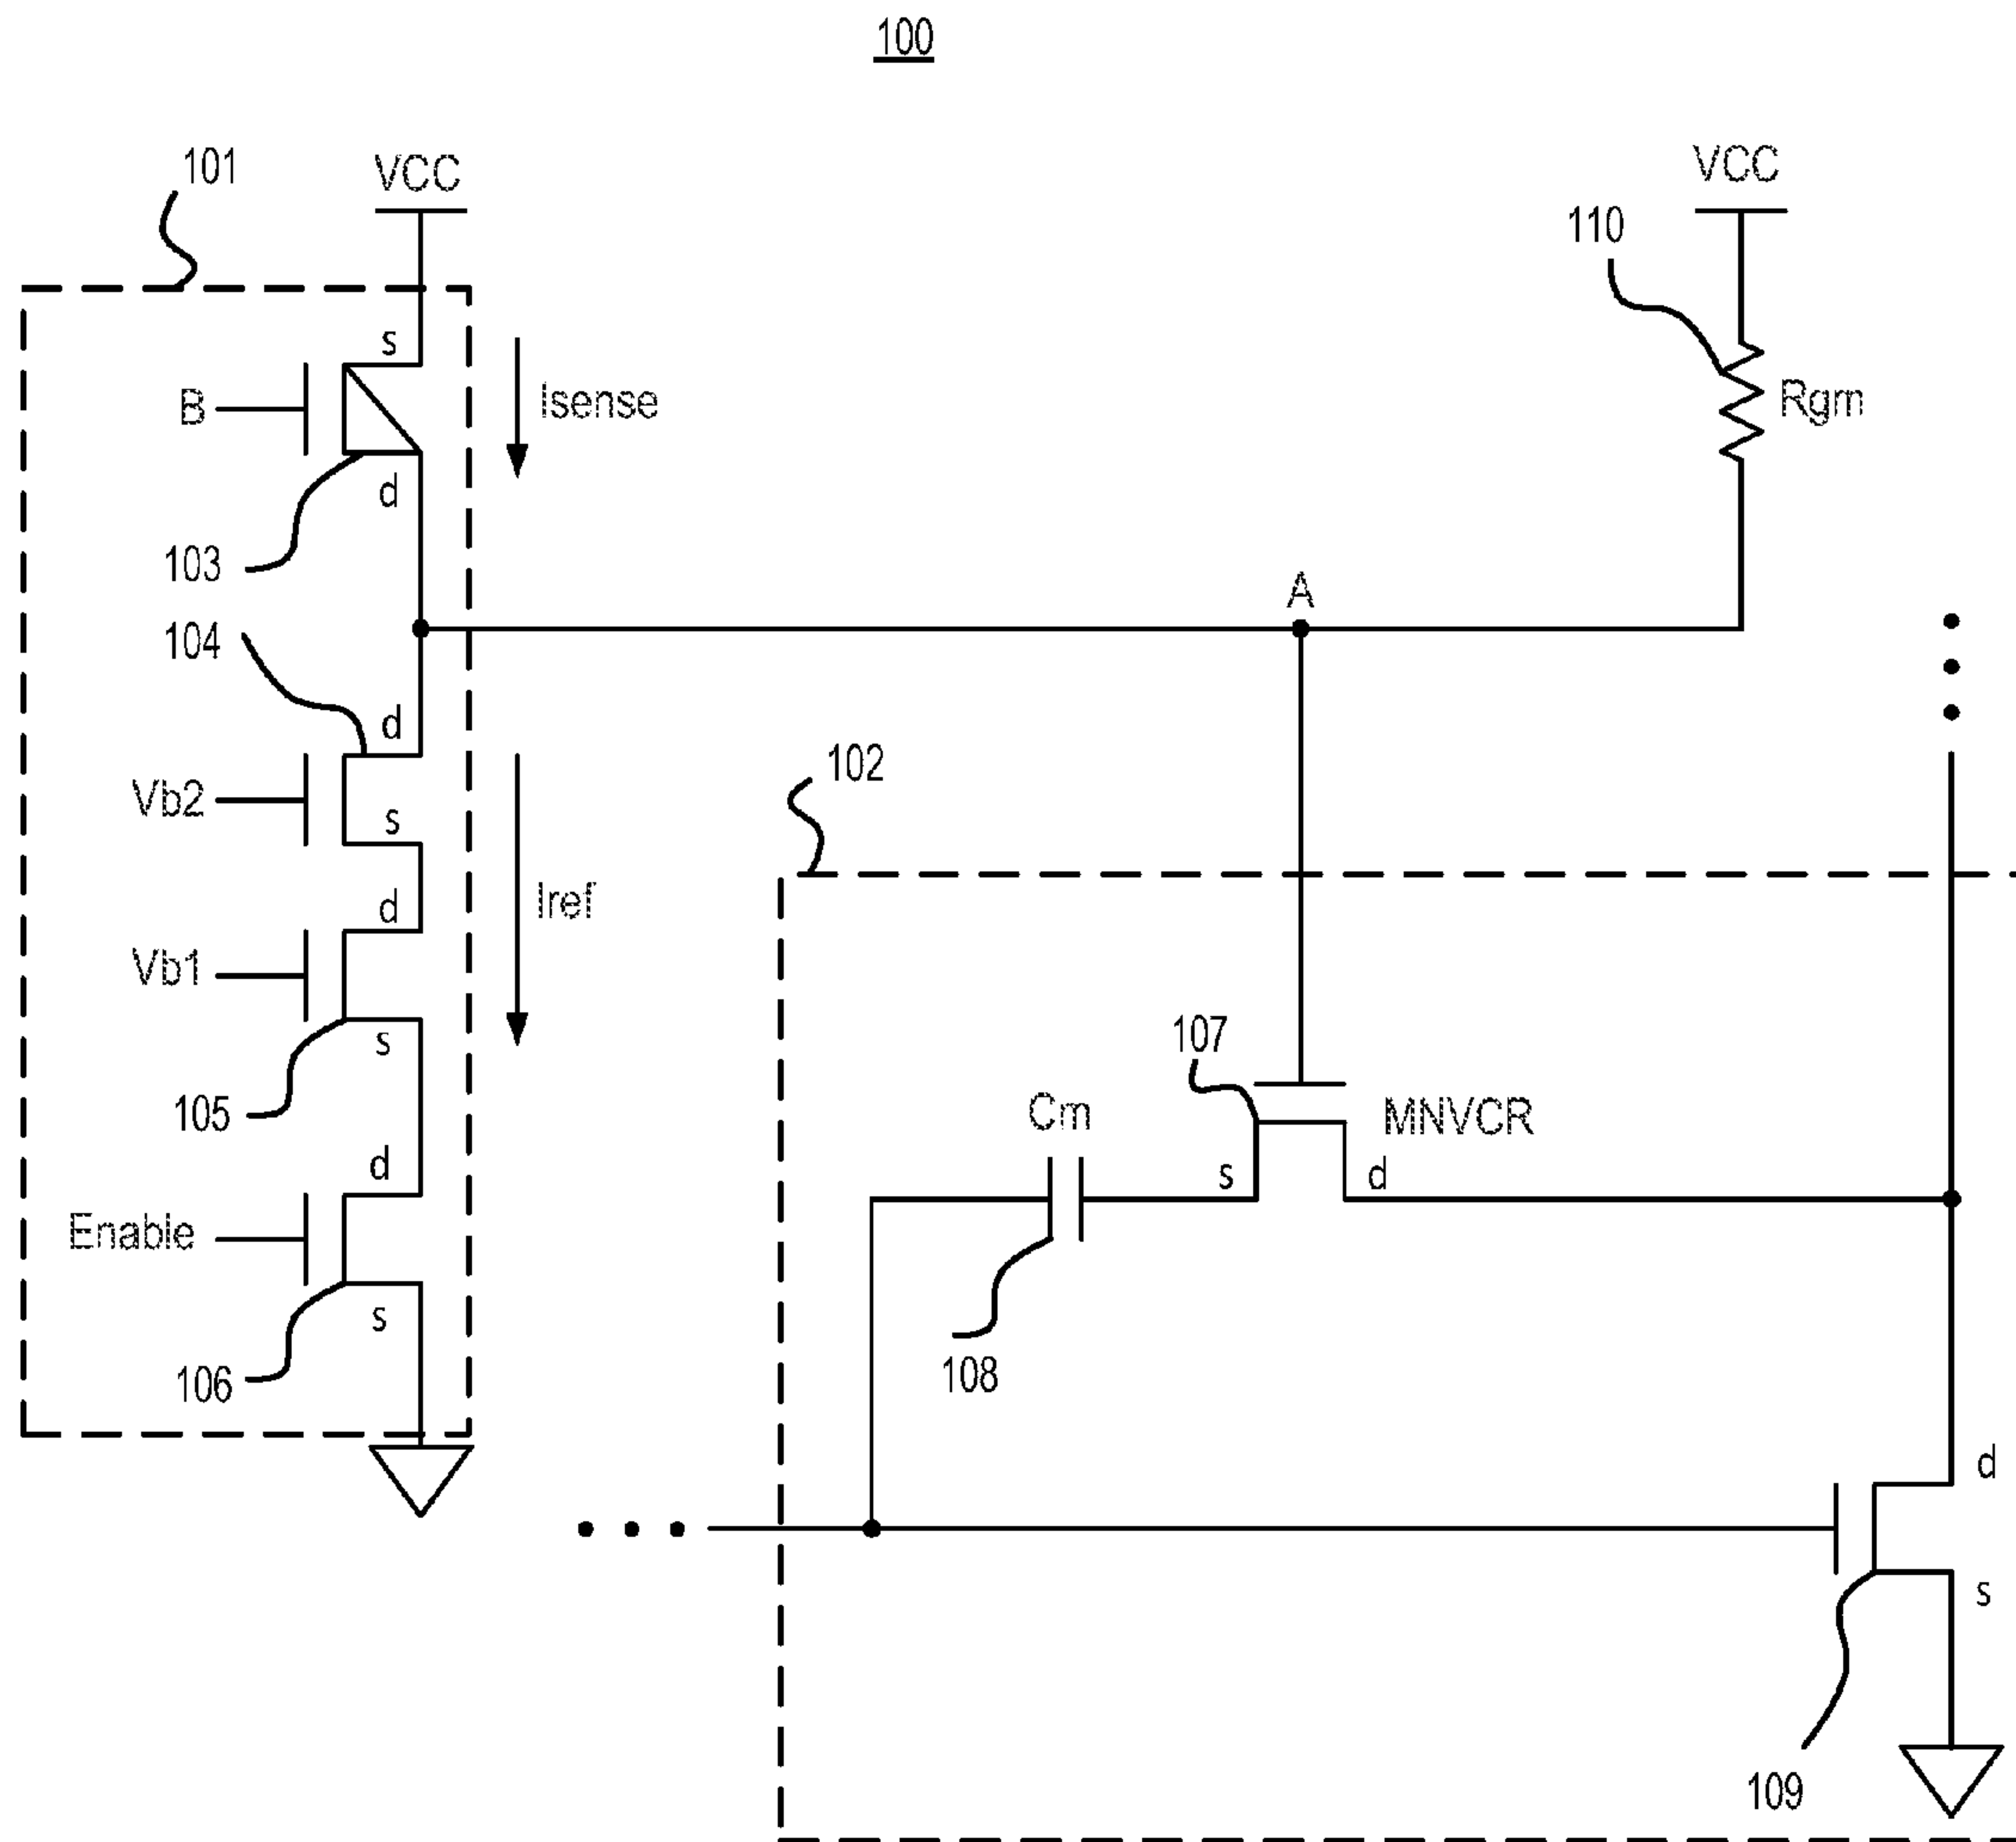 100
101
VCC
VCC
110
s
B
Isense
Rgm
d
103
A
104
d
102
Vb2
s
d
Iref
Vb1
107
s
Cm
MNVCR
105
d
s
d
Enable
s
108
106
d
s
109